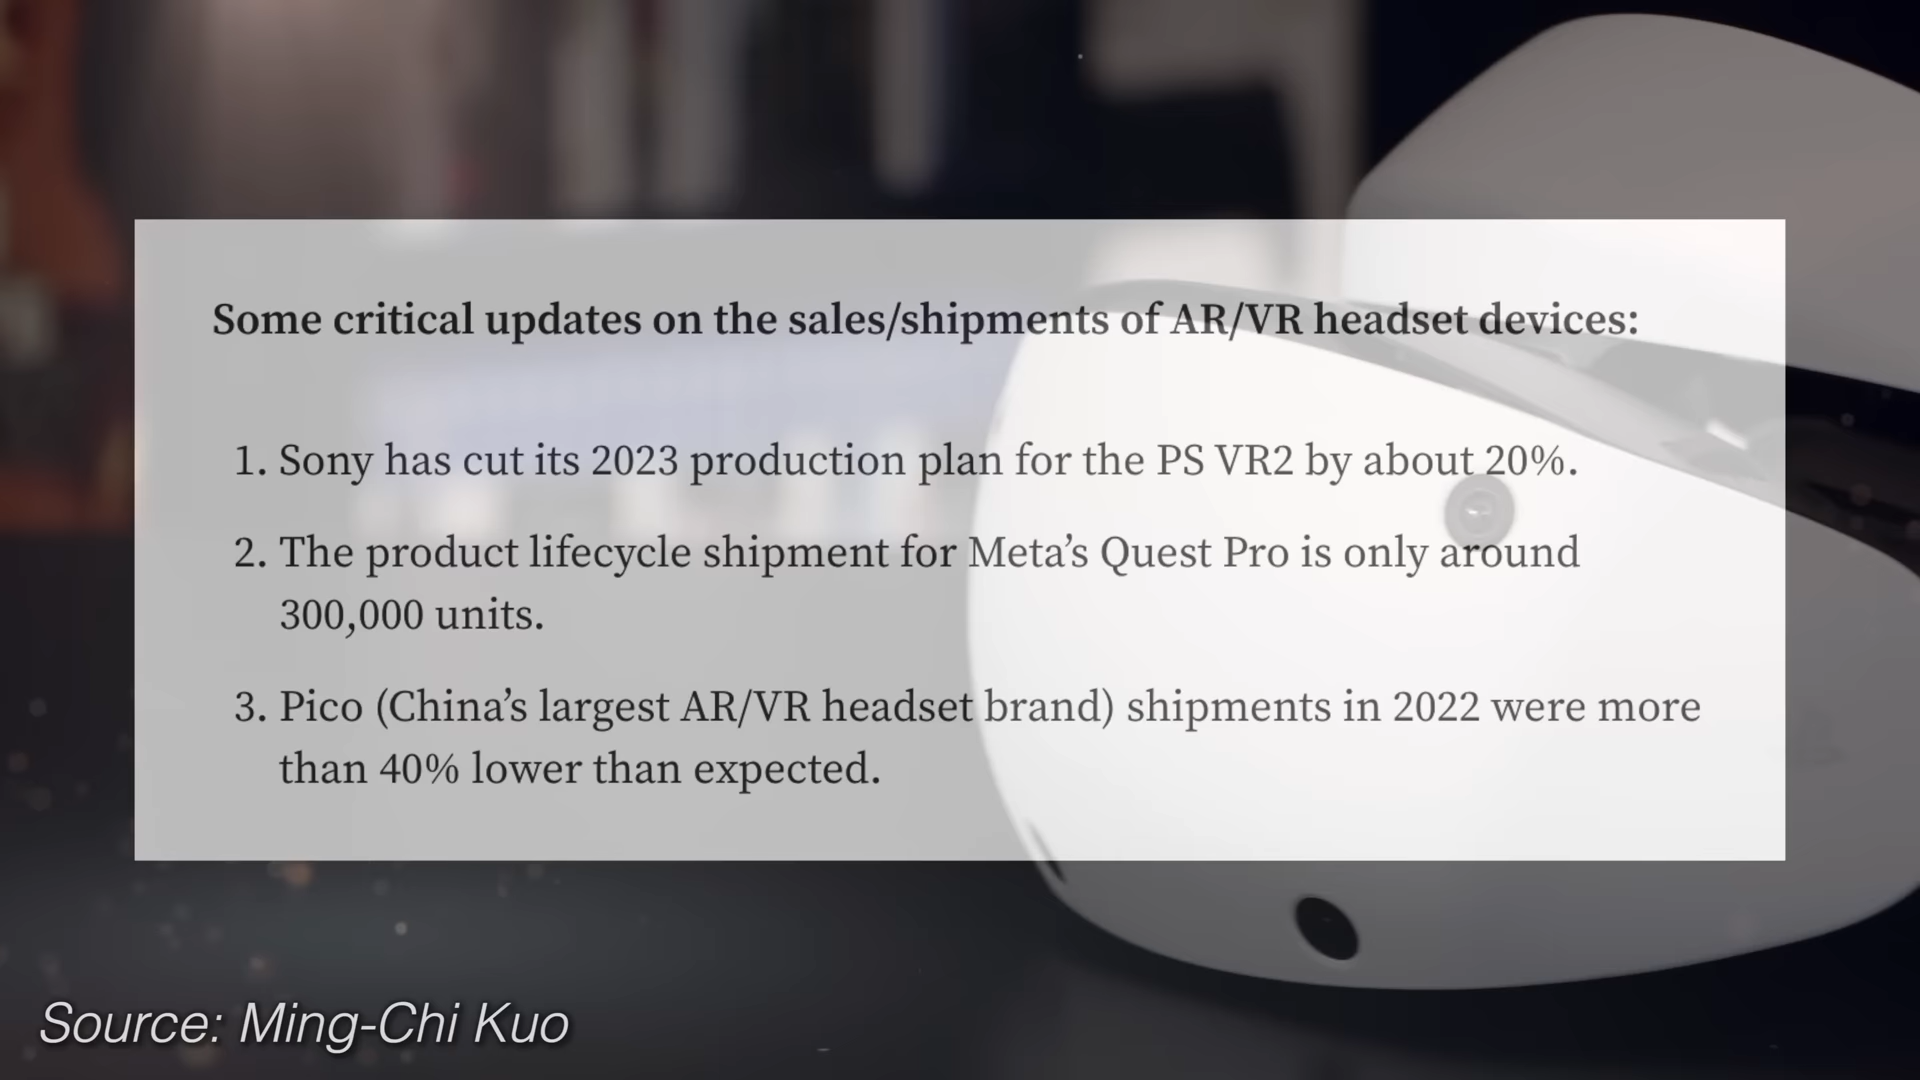 Some critical updates on the sales/shipments of AR/VR headset devices:
1. Sony has cut its 2023 production plan for the PS VR2 by about 20%.
2. The product lifecycle shipment for Meta’s Quest Pro is only around
300,000 units.
3. Pico (China’s largest AR/VR headset brand) shipments in 2022 were more
than 40% lower than expected.
Source: Ming-Chi Kuo